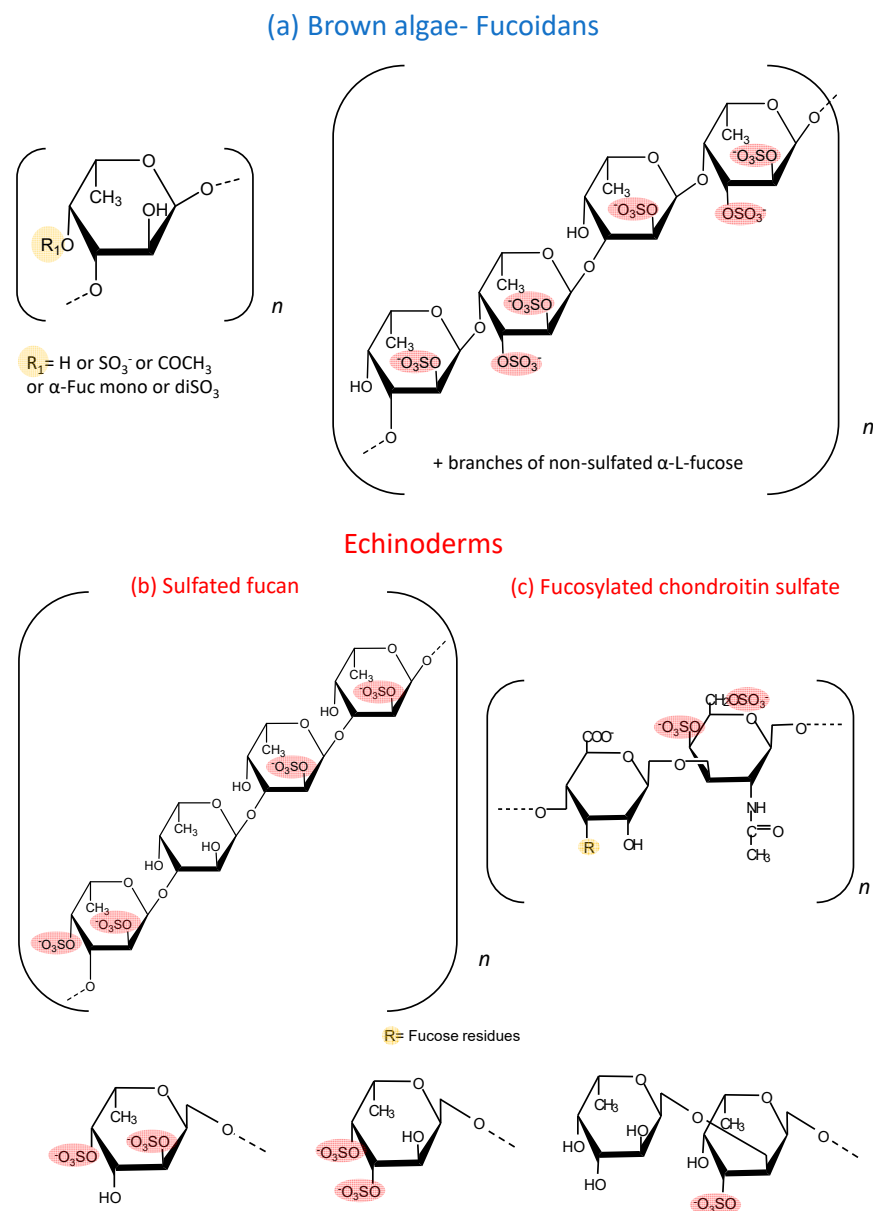 (a) Brown algae- Fucoidans
O
O
CH₃
OH
R₁O
O
n
R₁= H or SO₃⁻ or COCH₃
or α-Fuc mono or diSO₃
O
O
CH₃
⁻O₃SO
OSO₃⁻
O
O
O
CH₃
⁻O₃SO
HO
O
O
CH₃
⁻O₃SO
OSO₃⁻
O
O
CH₃
⁻O₃SO
HO
O
n
+ branches of non-sulfated α-L-fucose
Echinoderms
(b) Sulfated fucan
O
O
CH₃
⁻O₃SO
HO
O
O
CH₃
⁻O₃SO
HO
O
O
CH₃
HO
HO
O
O
CH₃
⁻O₃SO
⁻O₃SO
O
n
(c) Fucosylated chondroitin sulfate
CH₂OSO₃⁻
⁻O₃SO
O
O
COO⁻
O
O
O
NH
R
OH
C=O
CH₃
n
R= Fucose residues
O
O
CH₃
⁻O₃SO
⁻O₃SO
HO
O
O
CH₃
HO
⁻O₃SO
⁻O₃SO
O
O
O
CH₃
O
CH₃
HO
HO
HO
HO
⁻O₃SO